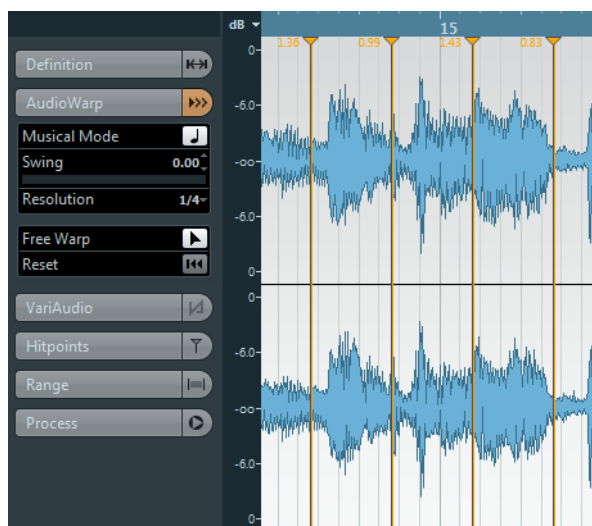 dB
15
1.36 0.99 1.43 0.83
Definition
AudioWarp
Musical Mode
Swing 0.00
Resolution 1/4
Free Warp
Reset
VariAudio
Hitpoints
Range
Process
0
-6.0
-oo
-6.0
0
0
-6.0
-oo
-6.0
0